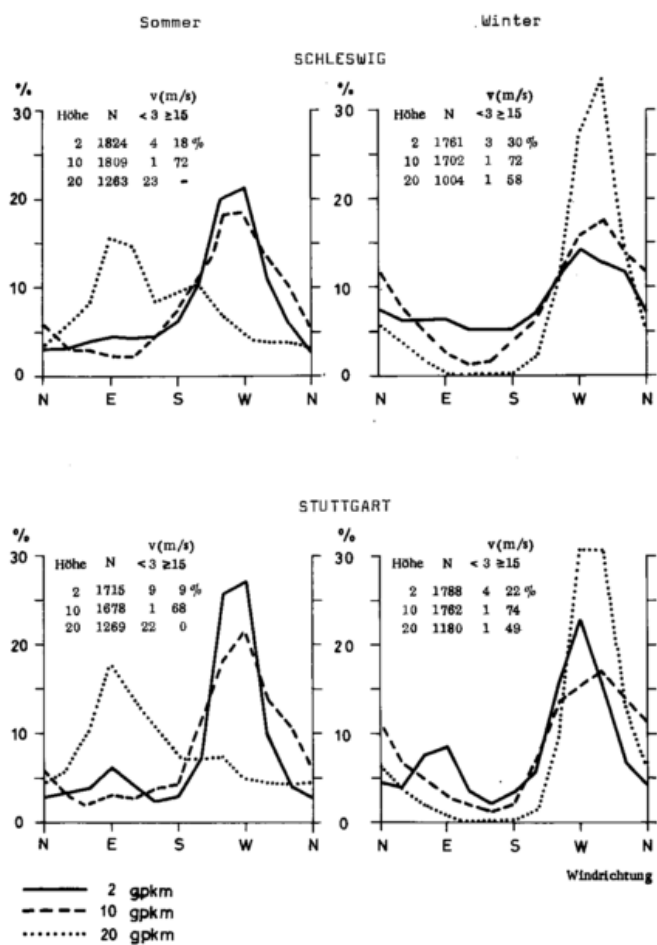 Sommer Winter
SCHLESWIG
% %
v(m/s) v(m/s)
30 Höhe N < 3 ≥15 30 Höhe N < 3 ≥15
2 1824 4 18% 2 1761 3 30%
10 1809 1 72 10 1702 1 72
20 1263 23 - 20 1004 1 58
20 20
10 10
0 0
N E S W N N E S W N
STUTTGART
% %
v(m/s) v(m/s)
30 Höhe N < 3 ≥15 30 Höhe N < 3 ≥15
2 1715 9 9% 2 1788 4 22%
10 1678 1 68 10 1762 1 74
20 1269 22 0 20 1180 1 49
20 20
10 10
0 0
N E S W N N E S W N
Windrichtung
2 gpkm
10 gpkm
20 gpkm